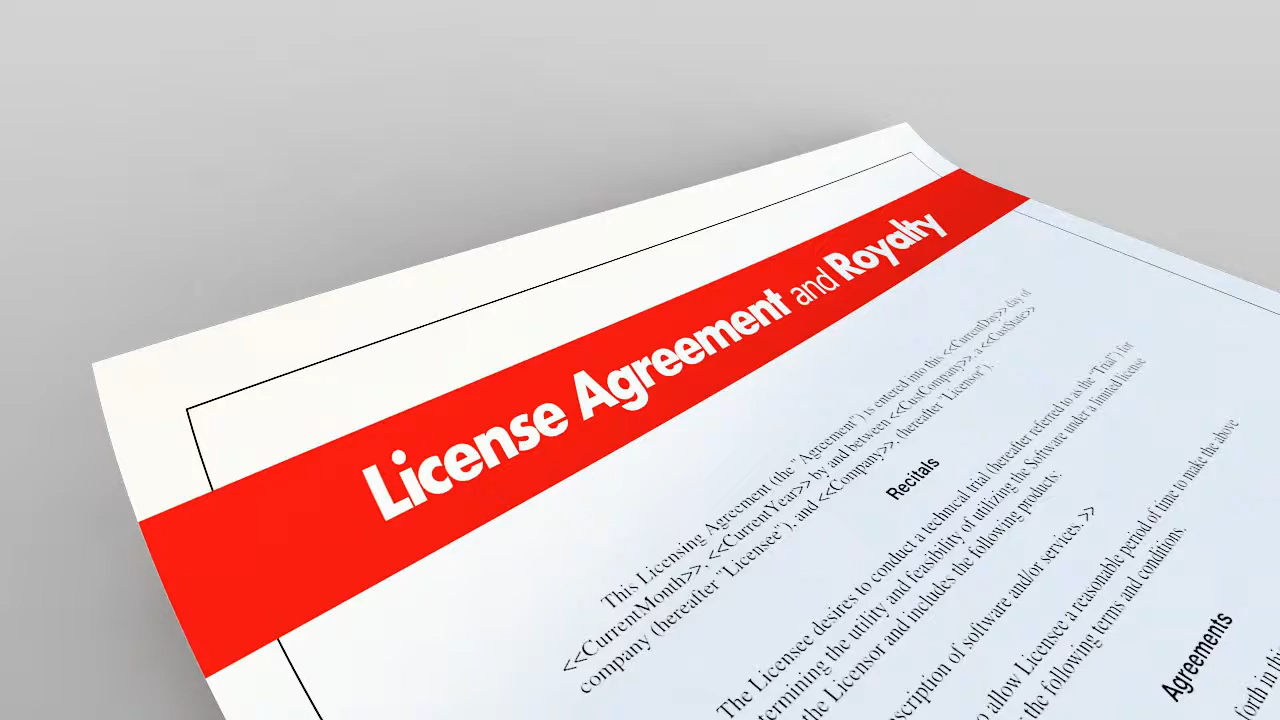 License Agreement and Royalty
This Licensing Agreement (the "Agreement") is entered into this <<CurrentDay>> day of
<<CurrentMonth>>, <<CurrentYear>> by and between <<CustCompany>>, a <<CustState>>
company (hereafter "Licensee"), and <<Company>>, (hereafter "Licensor").
Recitals
The Licensee desires to conduct a technical trial (hereafter referred to as the "Trial") for
termining the utility and feasibility of utilizing the Software under a limited license
the Licensor and includes the following products:
scription of software and/or services. >>
allow Licensee a reasonable period of time to make the above
the following terms and conditions.
Agreements
forth in this